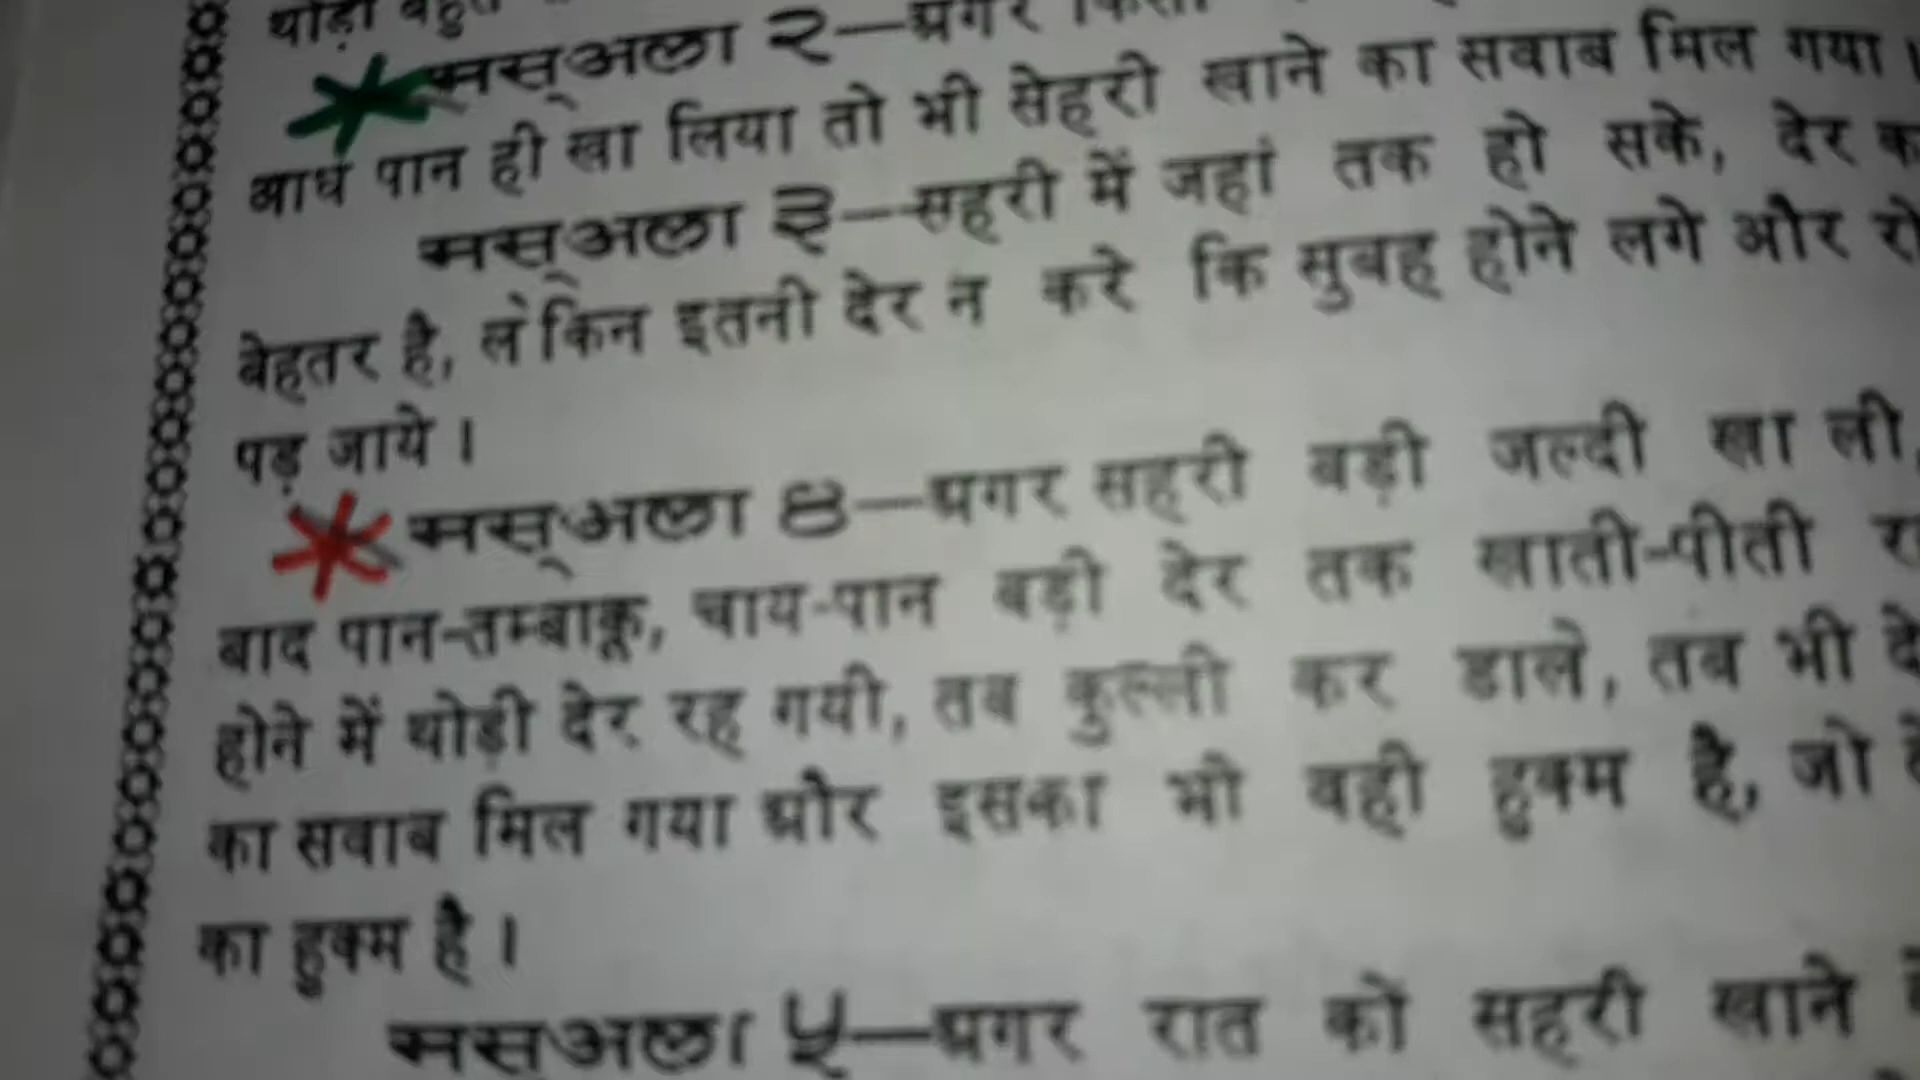 थोड़ा बहुत
मस्अला २—अगर किसी
आध पान ही खा लिया तो भी सेहरी खाने का सवाब मिल गया।
मस्अला ३—सहरी में जहां तक हो सके, देर
बेहतर है, लेकिन इतनी देर न करे कि सुबह होने लगे और
पड़ जाये।
मस्अला ४—अगर सहरी बड़ी जल्दी खा ली,
बाद पान-तम्बाकू, चाय-पान बड़ी देर तक खाती-पीती
होने में थोड़ी देर रह गयी, तब कुल्ली कर डाले, तब भी
का सवाब मिल गया और इसका भी वही हुक्म है, जो
का हुक्म है।
मसअला ५—अगर रात को सहरी खाने